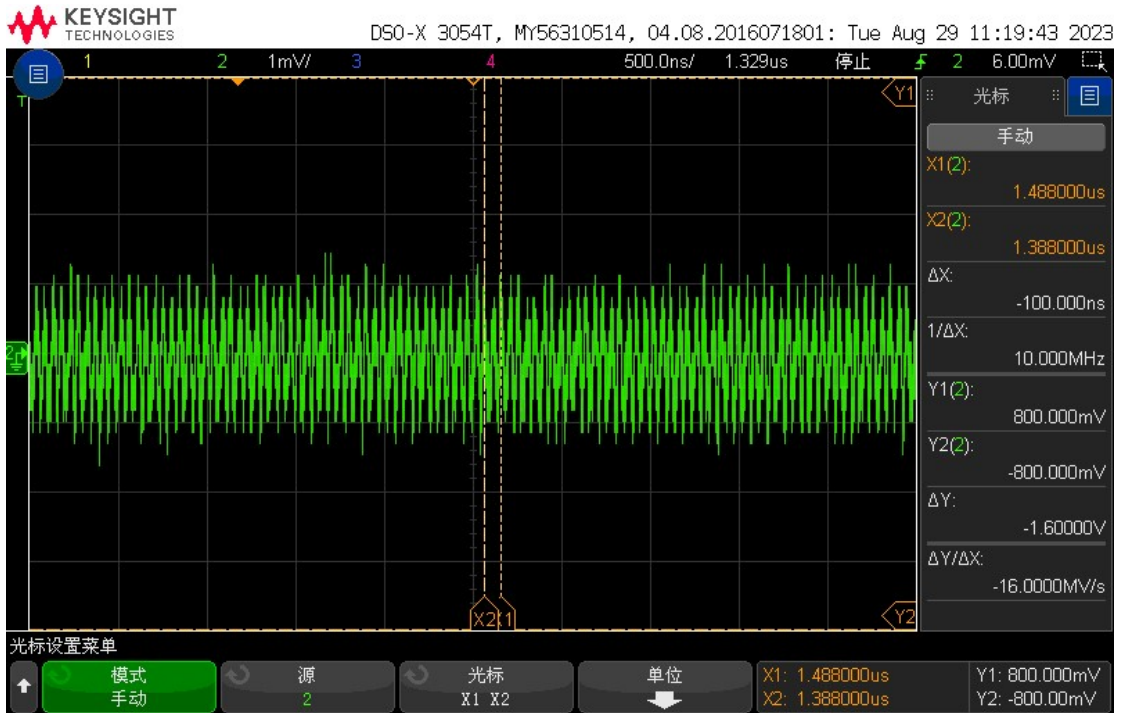 KEYSIGHT
TECHNOLOGIES
DSO-X 3054T, MY56310514, 04.08.2016071801: Tue Aug 29 11:19:43 2023
1 2 1mV/ 3 4 500.0ns/ 1.329us 停止 2 6.00mV
T
Y1
光标
手动
X1(2):
1.488000us
X2(2):
1.388000us
ΔX:
-100.000ns
1/ΔX:
10.000MHz
2
Y1(2):
800.000mV
Y2(2):
-800.000mV
ΔY:
-1.60000V
ΔY/ΔX:
-16.0000MV/s
X2 X1
Y2
光标设置菜单
模式 源 光标 单位 X1: 1.488000us Y1: 800.000mV
手动 2 X1 X2 X2: 1.388000us Y2: -800.00mV